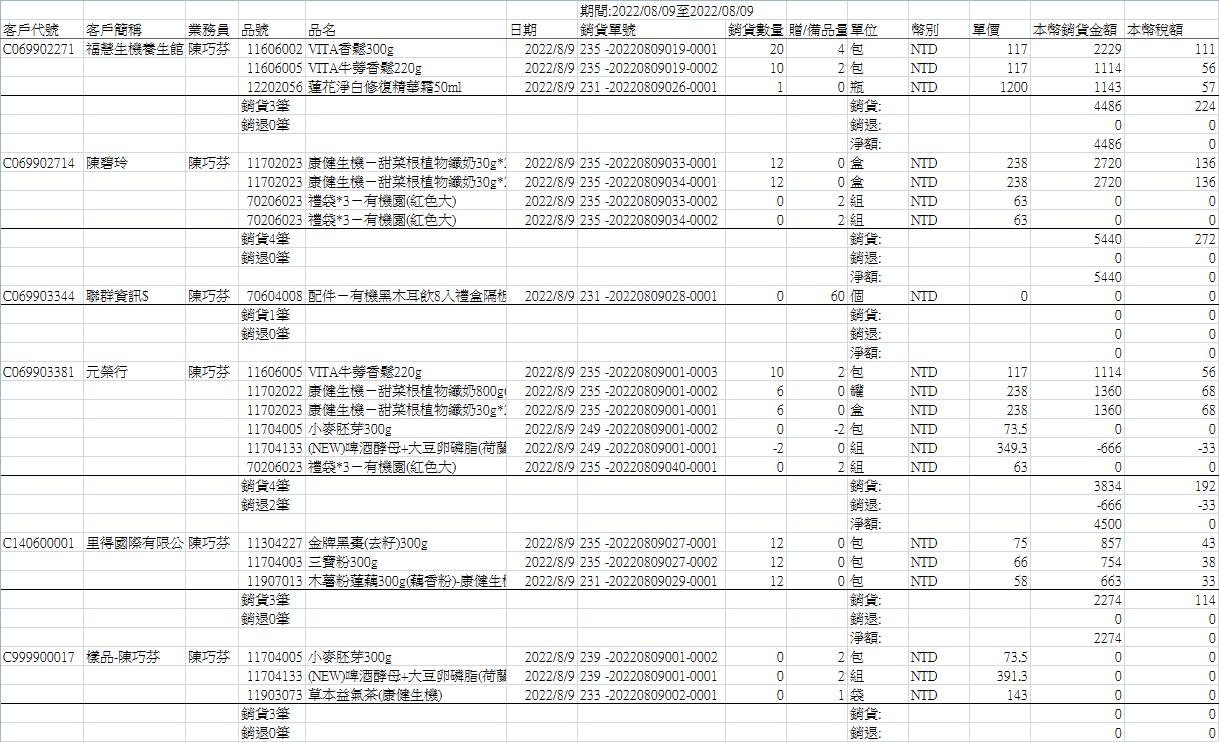 期間:2022/08/09至2022/08/09
客戶代號 客戶簡稱 業務員 品號 品名 日期 銷貨單號 銷貨數量 贈/備品量 單位 幣別 單價 本幣銷貨金額 本幣稅額
C069902271 福慧生機養生館 陳巧芬 11606002 VITA香鬆300g 2022/8/9 235 -20220809019-0001 20 4 包 NTD 117 2229 111
11606005 VITA牛蒡香鬆220g 2022/8/9 235 -20220809019-0002 10 2 包 NTD 117 1114 56
12202056 蓮花淨白修復精華霜50ml 2022/8/9 231 -20220809026-0001 1 0 瓶 NTD 1200 1143 57
銷貨3筆 銷貨: 4486 224
銷退0筆 銷退: 0 0
淨額: 4486 0
C069902714 陳碧玲 陳巧芬 11702023 康健生機－甜菜根植物纖奶30g* 2022/8/9 235 -20220809033-0001 12 0 盒 NTD 238 2720 136
11702023 康健生機－甜菜根植物纖奶30g* 2022/8/9 235 -20220809034-0001 12 0 盒 NTD 238 2720 136
70206023 禮袋*3－有機園(紅色大) 2022/8/9 235 -20220809033-0002 0 2 組 NTD 63 0 0
70206023 禮袋*3－有機園(紅色大) 2022/8/9 235 -20220809034-0002 0 2 組 NTD 63 0 0
銷貨4筆 銷貨: 5440 272
銷退0筆 銷退: 0 0
淨額: 5440 0
C069903344 聯群資訊$ 陳巧芬 70604008 配件－有機黑木耳飲8入禮盒隔板 2022/8/9 231 -20220809028-0001 0 60 個 NTD 0 0 0
銷貨1筆 銷貨: 0 0
銷退0筆 銷退: 0 0
淨額: 0 0
C069903381 元榮行 陳巧芬 11606005 VITA牛蒡香鬆220g 2022/8/9 235 -20220809001-0003 10 2 包 NTD 117 1114 56
11702022 康健生機－甜菜根植物纖奶800g( 2022/8/9 235 -20220809001-0002 6 0 罐 NTD 238 1360 68
11702023 康健生機－甜菜根植物纖奶30g* 2022/8/9 235 -20220809001-0001 6 0 盒 NTD 238 1360 68
11704005 小麥胚芽300g 2022/8/9 249 -20220809001-0002 0 -2 包 NTD 73.5 0 0
11704133 (NEW)啤酒酵母+大豆卵磷脂(荷蘭 2022/8/9 249 -20220809001-0001 -2 0 組 NTD 349.3 -666 -33
70206023 禮袋*3－有機園(紅色大) 2022/8/9 235 -20220809040-0001 0 2 組 NTD 63 0 0
銷貨4筆 銷貨: 3834 192
銷退2筆 銷退: -666 -33
淨額: 4500 0
C140600001 里得國際有限公 陳巧芬 11304227 金牌黑棗(去籽)300g 2022/8/9 235 -20220809027-0001 12 0 包 NTD 75 857 43
11704003 三寶粉300g 2022/8/9 235 -20220809027-0002 12 0 包 NTD 66 754 38
11907013 木薯粉蓮藕300g(藕香粉)-康健生機 2022/8/9 231 -20220809029-0001 12 0 包 NTD 58 663 33
銷貨3筆 銷貨: 2274 114
銷退0筆 銷退: 0 0
淨額: 2274 0
C999900017 樣品-陳巧芬 陳巧芬 11704005 小麥胚芽300g 2022/8/9 239 -20220809001-0002 0 2 包 NTD 73.5 0 0
11704133 (NEW)啤酒酵母+大豆卵磷脂(荷蘭 2022/8/9 239 -20220809001-0001 0 2 組 NTD 391.3 0 0
11903073 草本益氣茶(康健生機) 2022/8/9 233 -20220809002-0001 0 1 袋 NTD 143 0 0
銷貨3筆 銷貨: 0 0
銷退0筆 銷退: 0 0